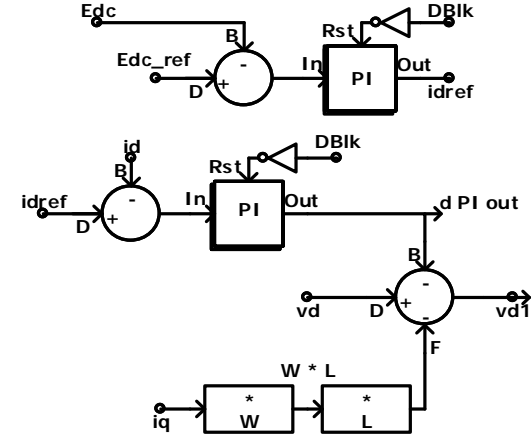 Edc
DBlk
B
Rst
Edc_ref
-
In
Out
D
+
PI
idref
id
DBlk
B
Rst
idref
-
In
Out
D
+
PI
d PI out
B
-
vd
D
+
vd1
-
F
W * L
*
*
iq
W
L